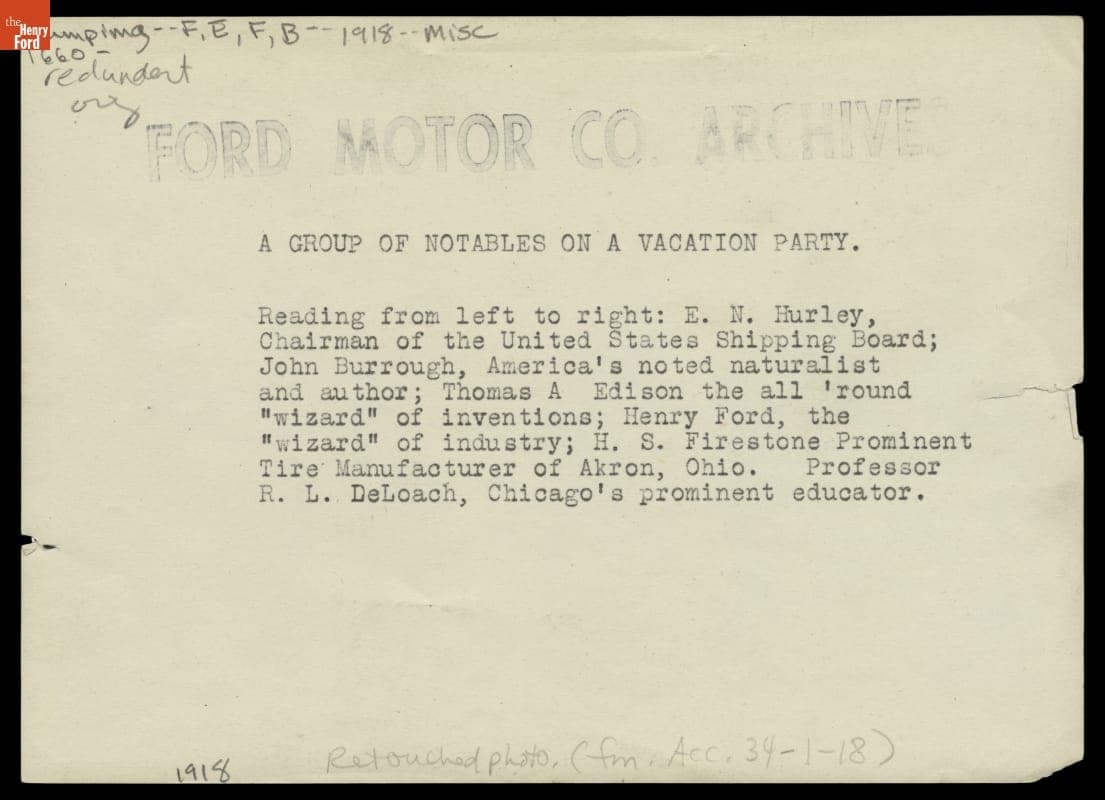 the
Henry
Ford
amping--F, E, F, B--1918--Misc
1660-
redundant
orig
FORD MOTOR CO. ARCHIVES
A GROUP OF NOTABLES ON A VACATION PARTY.
Reading from left to right: E. N. Hurley,
Chairman of the United States Shipping Board;
John Burrough, America's noted naturalist
and author; Thomas A Edison the all 'round
"wizard" of inventions; Henry Ford, the
"wizard" of industry; H. S. Firestone Prominent
Tire Manufacturer of Akron, Ohio. Professor
R. L. DeLoach, Chicago's prominent educator.
Retouched photo. (fm. Acc. 34-1-18)
1918